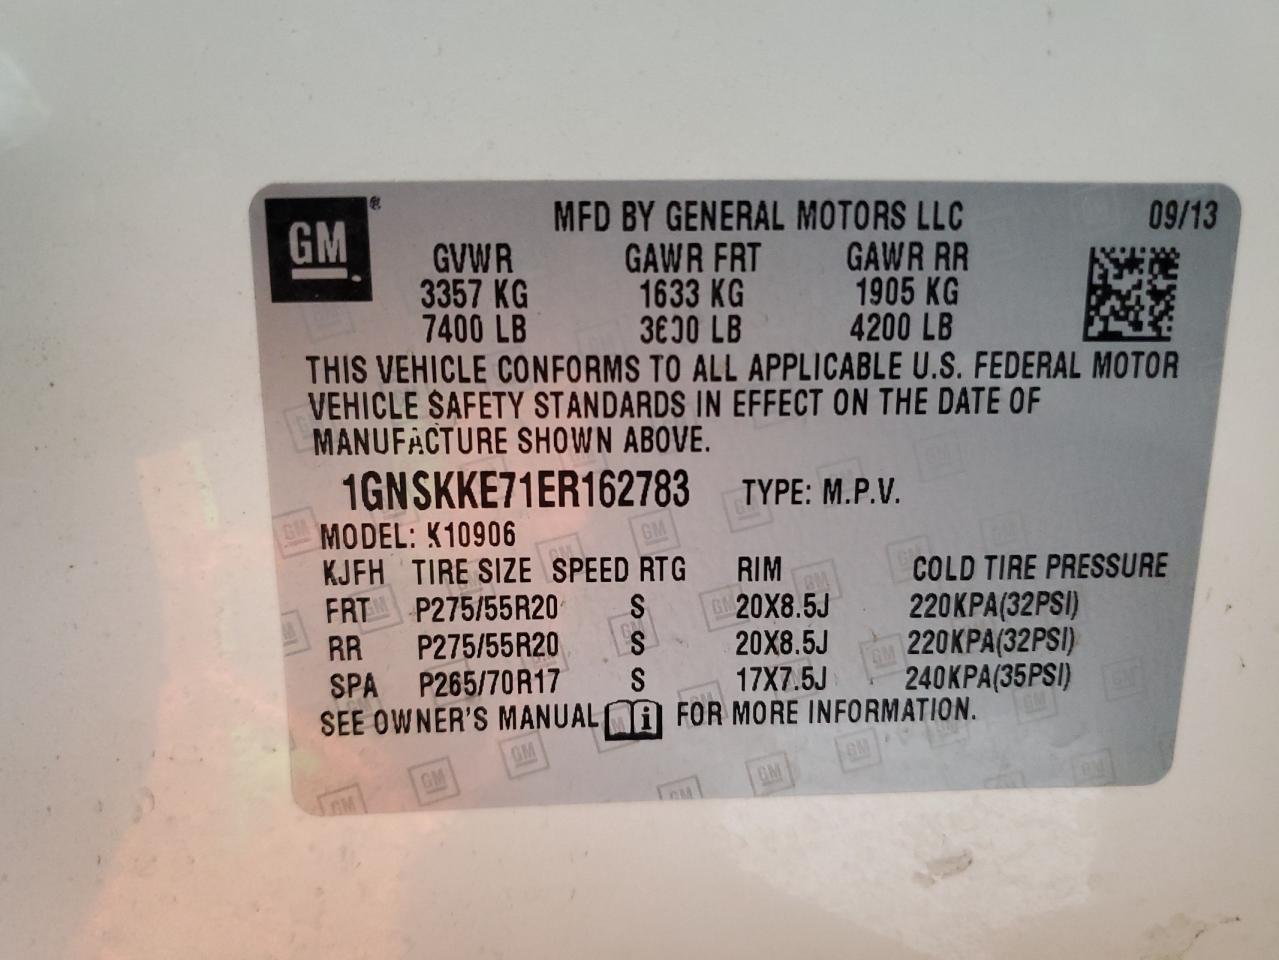 GM ® MFD BY GENERAL MOTORS LLC 09/13
GVWR GAWR FRT GAWR RR
3357 KG 1633 KG 1905 KG
7400 LB 3600 LB 4200 LB
THIS VEHICLE CONFORMS TO ALL APPLICABLE U.S. FEDERAL MOTOR
VEHICLE SAFETY STANDARDS IN EFFECT ON THE DATE OF
MANUFACTURE SHOWN ABOVE.
1GNSKKE71ER162783 TYPE: M.P.V.
MODEL: K10906
KJFH TIRE SIZE SPEED RTG RIM COLD TIRE PRESSURE
FRT P275/55R20 S 20X8.5J 220KPA(32PSI)
RR P275/55R20 S 20X8.5J 220KPA(32PSI)
SPA P265/70R17 S 17X7.5J 240KPA(35PSI)
SEE OWNER'S MANUAL i FOR MORE INFORMATION.